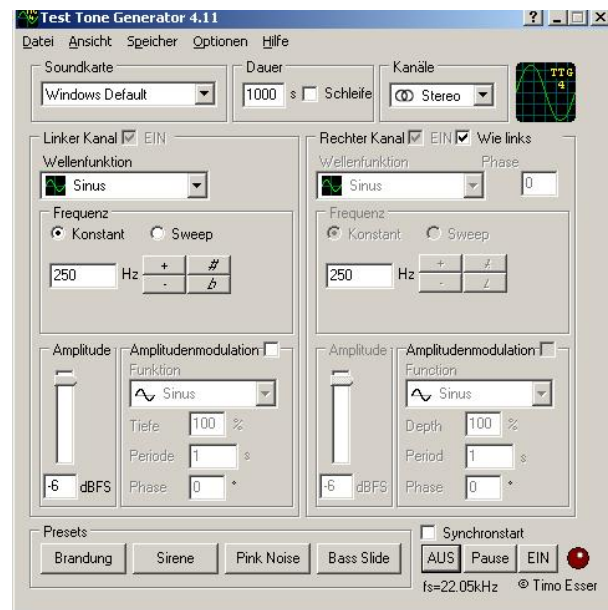 Test Tone Generator 4.11
Datei Ansicht Speicher Optionen Hilfe
Soundkarte Dauer Kanäle
Windows Default 1000 s Schleife Stereo TTG 4
Linker Kanal EIN Rechter Kanal EIN Wie links
Wellenfunktion Wellenfunktion Phase
Sinus Sinus 0
Frequenz Frequenz
Konstant Sweep Konstant Sweep
250 Hz + # 250 Hz +
- b -
Amplitude Amplitudenmodulation Amplitude Amplitudenmodulation
Funktion Function
Sinus Sinus
Tiefe 100 % Depth 100 %
Periode 1 s Period 1 s
-6 dBFS Phase 0 ° -6 dBFS Phase 0 °
Presets Synchronstart
Brandung Sirene Pink Noise Bass Slide AUS Pause EIN
fs=22.05kHz © Timo Esser